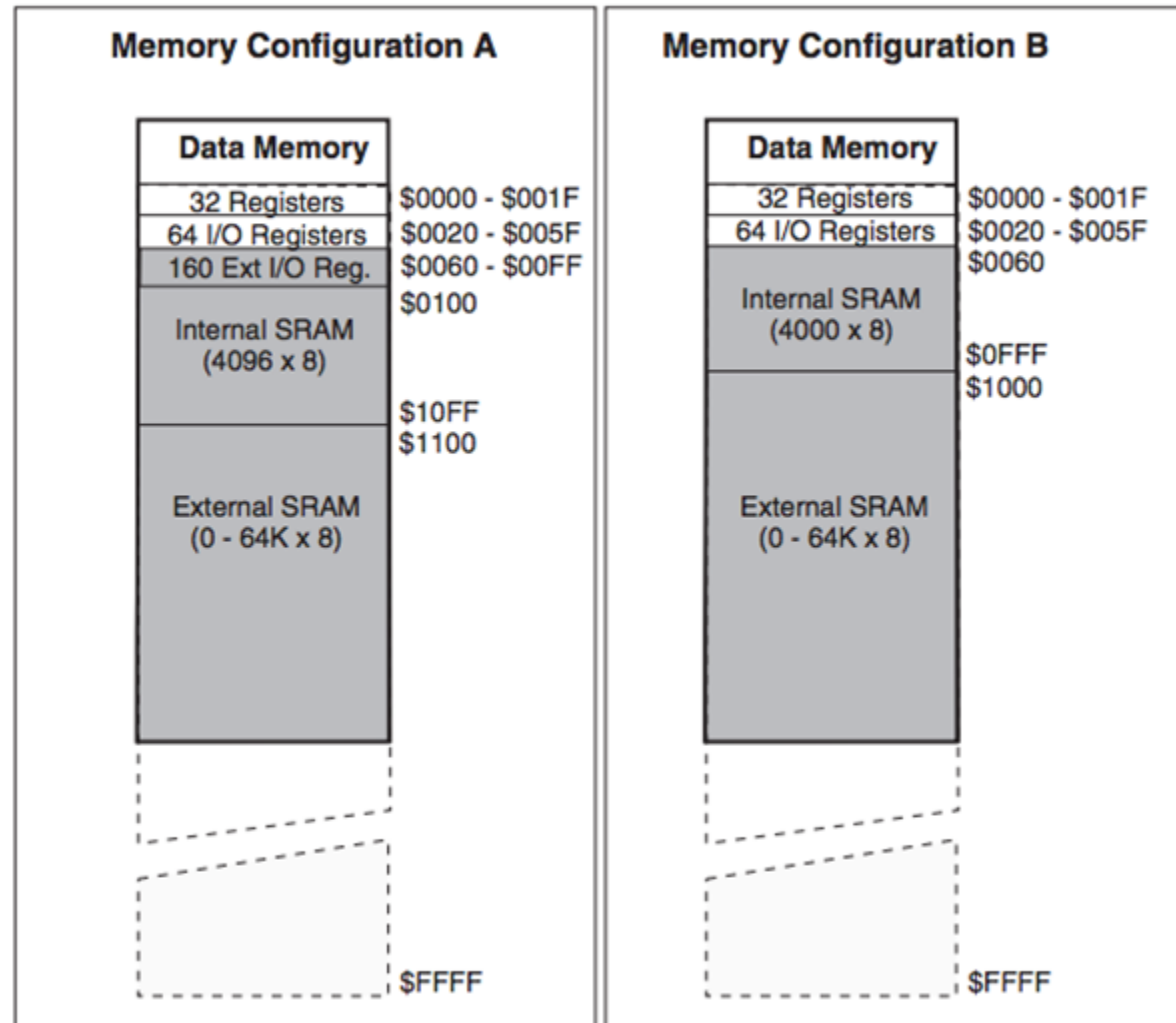 Memory Configuration A
Data Memory
32 Registers
$0000 - $001F
64 I/O Registers
$0020 - $005F
160 Ext I/O Reg.
$0060 - $00FF
$0100
Internal SRAM
(4096 x 8)
$10FF
$1100
External SRAM
(0 - 64K x 8)
$FFFF
Memory Configuration B
Data Memory
32 Registers
$0000 - $001F
64 I/O Registers
$0020 - $005F
$0060
Internal SRAM
(4000 x 8)
$0FFF
$1000
External SRAM
(0 - 64K x 8)
$FFFF